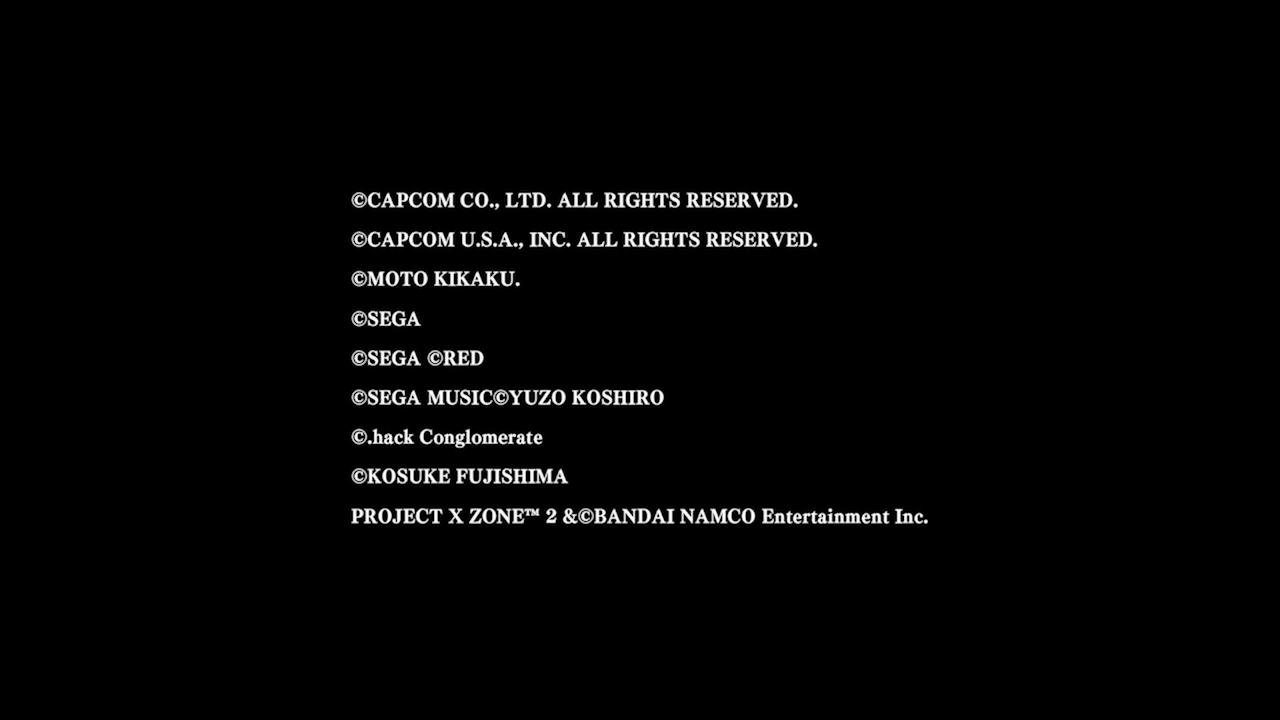 ©CAPCOM CO., LTD. ALL RIGHTS RESERVED.
©CAPCOM U.S.A., INC. ALL RIGHTS RESERVED.
©MOTO KIKAKU.
©SEGA
©SEGA ©RED
©SEGA MUSIC©YUZO KOSHIRO
©.hack Conglomerate
©KOSUKE FUJISHIMA
PROJECT X ZONE™ 2 &©BANDAI NAMCO Entertainment Inc.